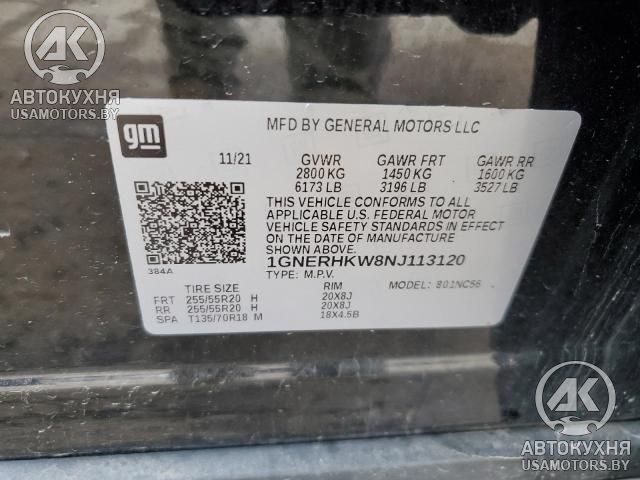 AK
АВТОКУХНЯ
USAMOTORS.BY
gm
MFD BY GENERAL MOTORS LLC
11/21 GVWR GAWR FRT GAWR RR
2800 KG 1450 KG 1600 KG
6173 LB 3196 LB 3527 LB
THIS VEHICLE CONFORMS TO ALL
APPLICABLE U.S. FEDERAL MOTOR
VEHICLE SAFETY STANDARDS IN EFFECT
ON THE DATE OF MANUFACTURE
SHOWN ABOVE.
1GNERHKW8NJ113120
384A
TYPE: M.P.V. MODEL: 801NC56
TIRE SIZE RIM
FRT 255/55R20 H 20X8J
RR 255/55R20 H 20X8J
SPA T135/70R18 M 18X4.5B
AK
АВТОКУХНЯ
USAMOTORS.BY